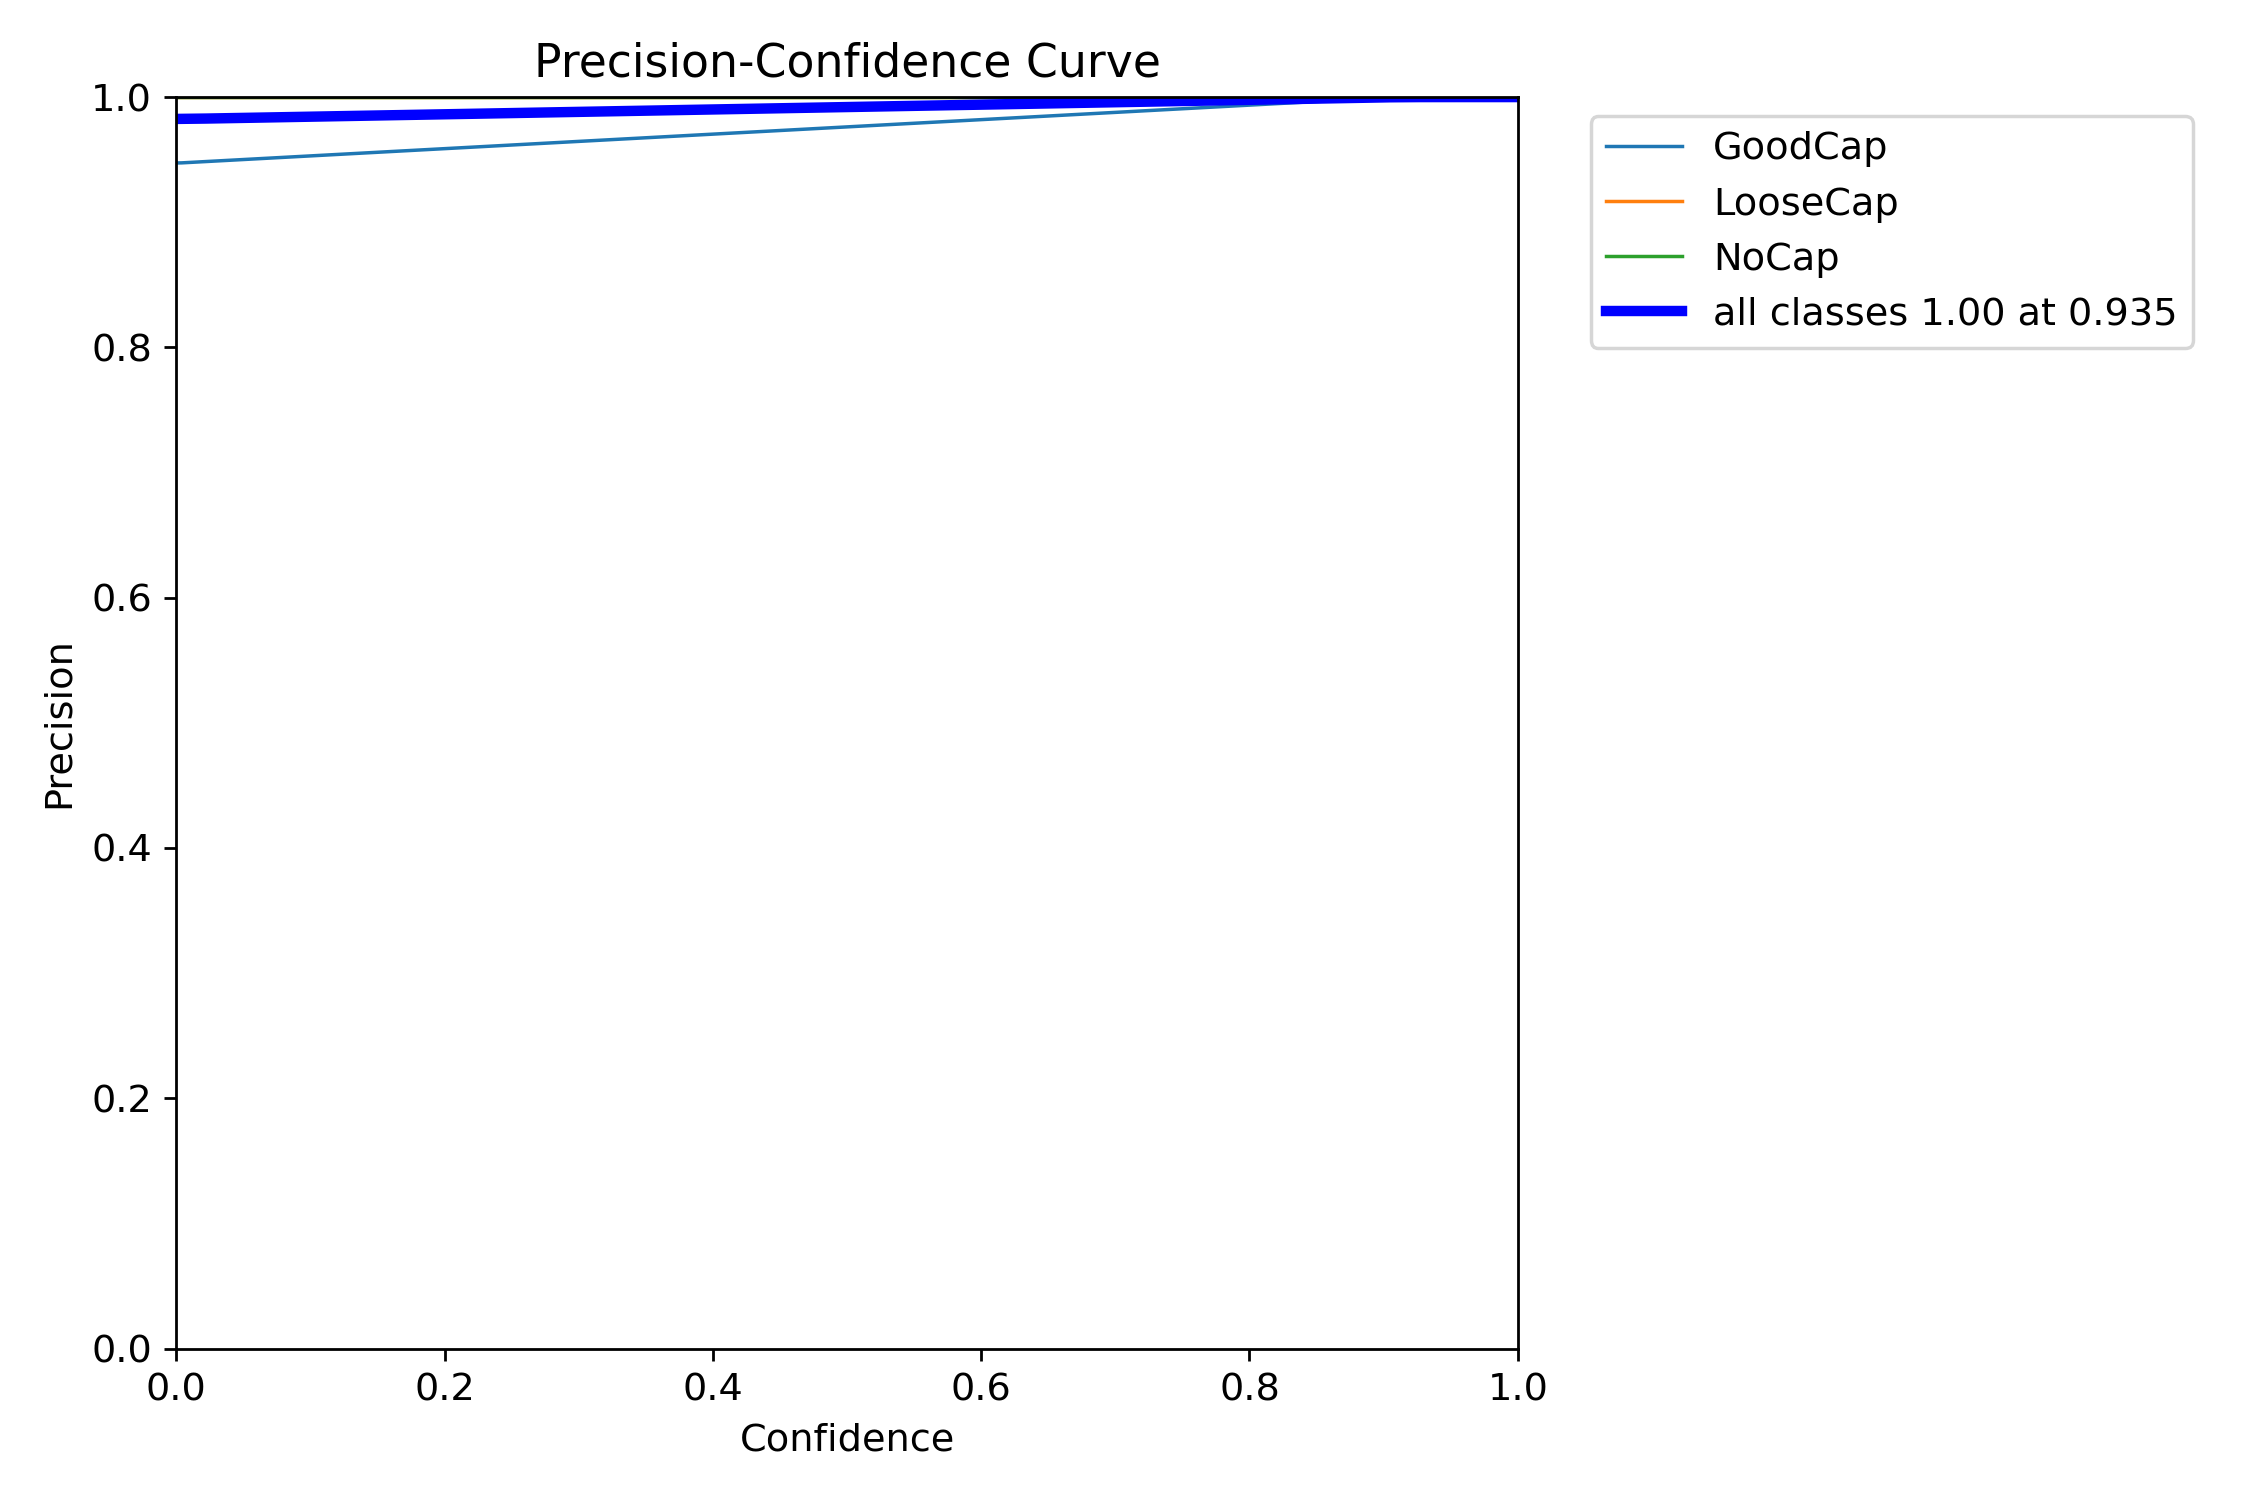 Precision-Confidence Curve
1.0
0.8
0.6
0.4
0.2
0.0
Precision
0.0 0.2 0.4 0.6 0.8 1.0
Confidence
GoodCap
LooseCap
NoCap
all classes 1.00 at 0.935